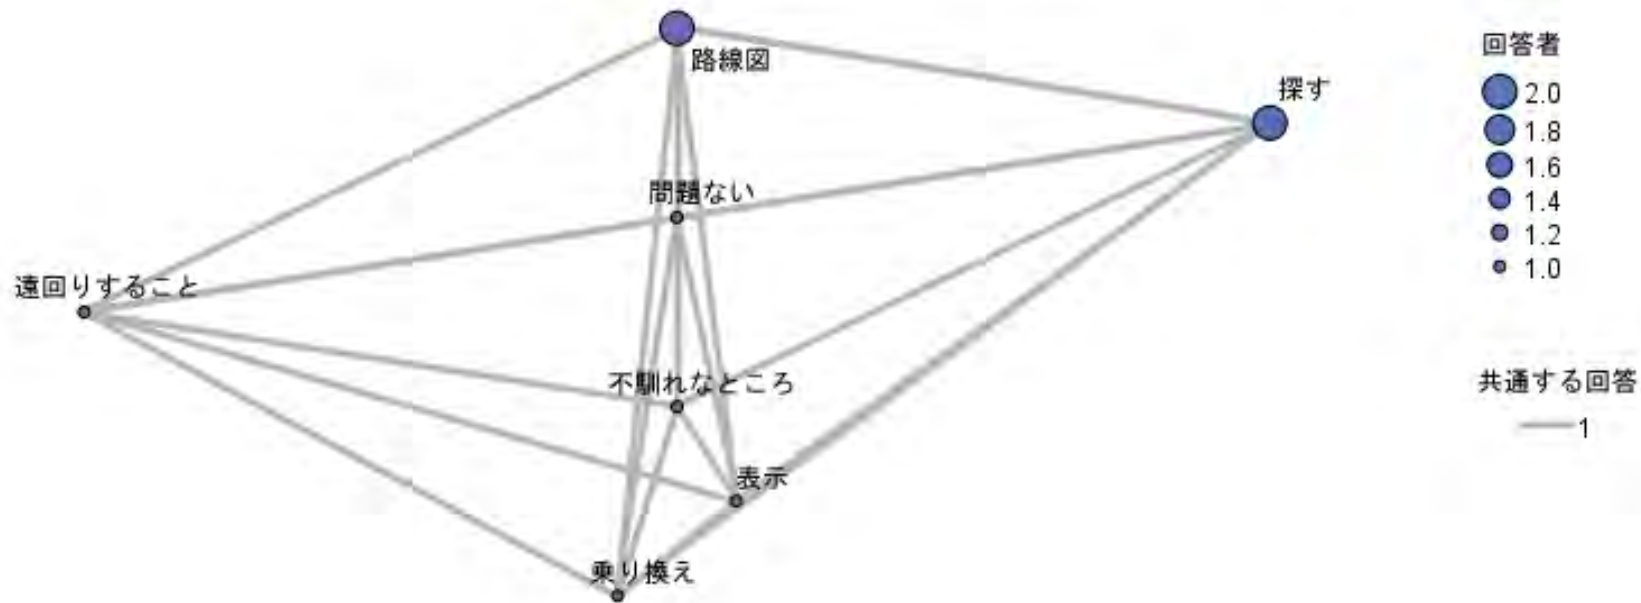 路線図
探す
問題ない
遠回りすること
不馴れなところ
表示
乗り換え
回答者
2.0
1.8
1.6
1.4
1.2
1.0
共通する回答
1